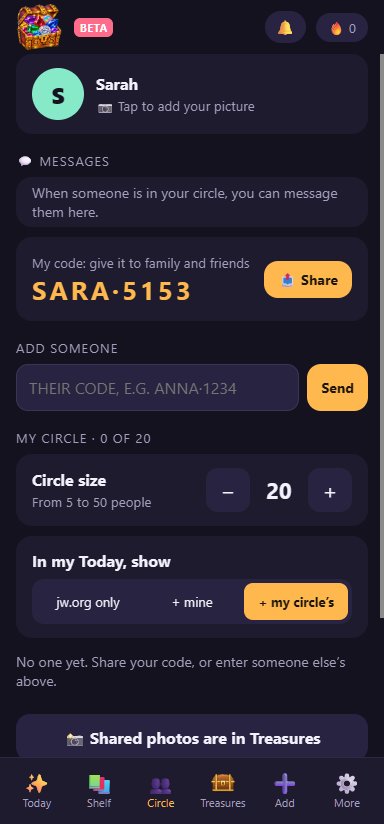 BETA
0
S
Sarah
Tap to add your picture
MESSAGES
When someone is in your circle, you can message
them here.
My code: give it to family and friends
SARA·5153
Share
ADD SOMEONE
THEIR CODE, E.G. ANNA·1234
Send
MY CIRCLE · 0 OF 20
Circle size
From 5 to 50 people
− 20 +
In my Today, show
jw.org only + mine + my circle’s
No one yet. Share your code, or enter someone else’s
above.
Shared photos are in Treasures
Today Shelf Circle Treasures Add More